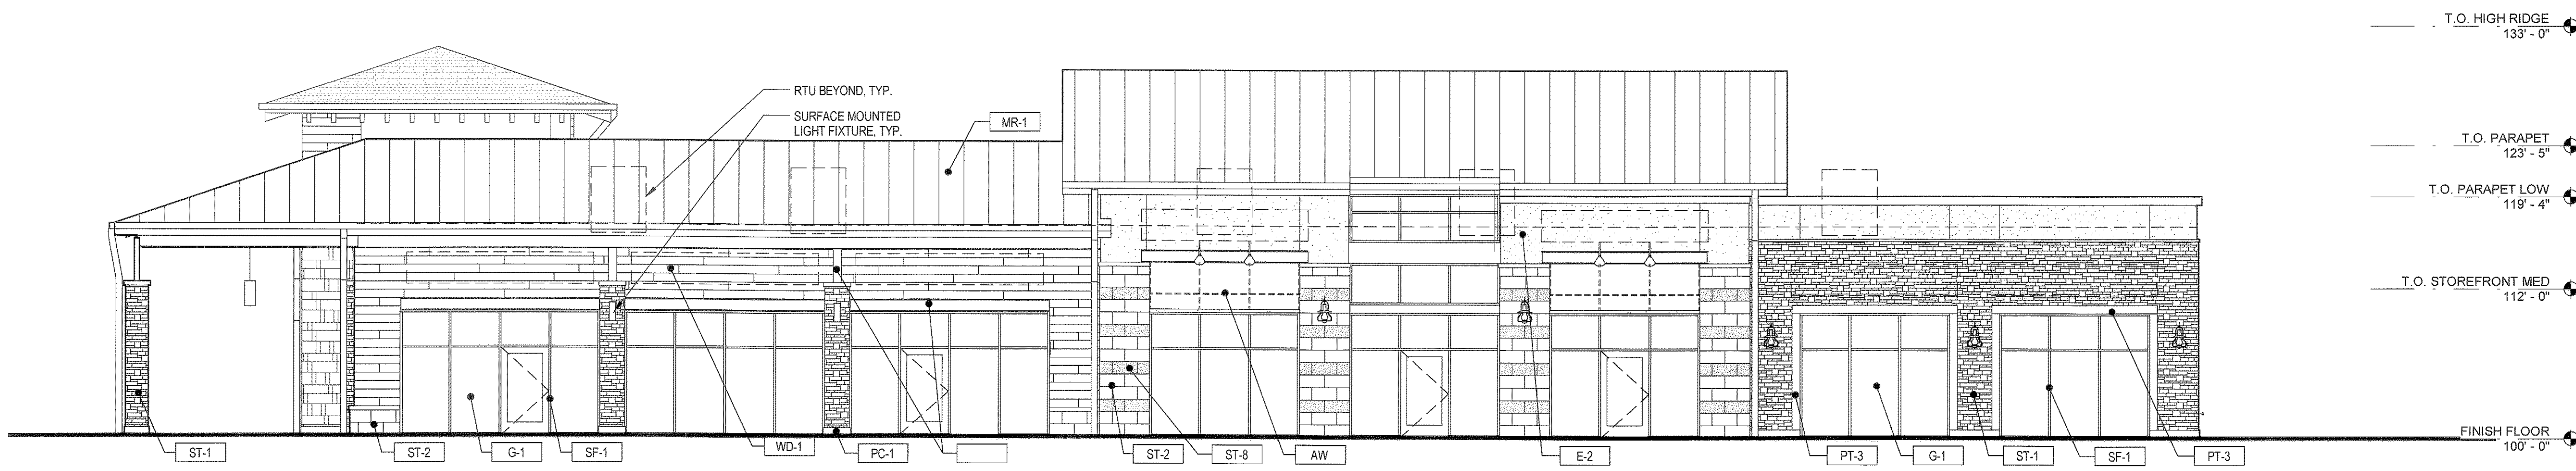 T.O. HIGH RIDGE
133' - 0"
RTU BEYOND, TYP.
SURFACE MOUNTED
LIGHT FIXTURE, TYP.
MR-1
T.O. PARAPET
123' - 5"
T.O. PARAPET LOW
119' - 4"
T.O. STOREFRONT MED
112' - 0"
FINISH FLOOR
100' - 0"
ST-1
ST-2
G-1
SF-1
WD-1
PC-1
ST-2
ST-8
AW
E-2
PT-3
G-1
ST-1
SF-1
PT-3